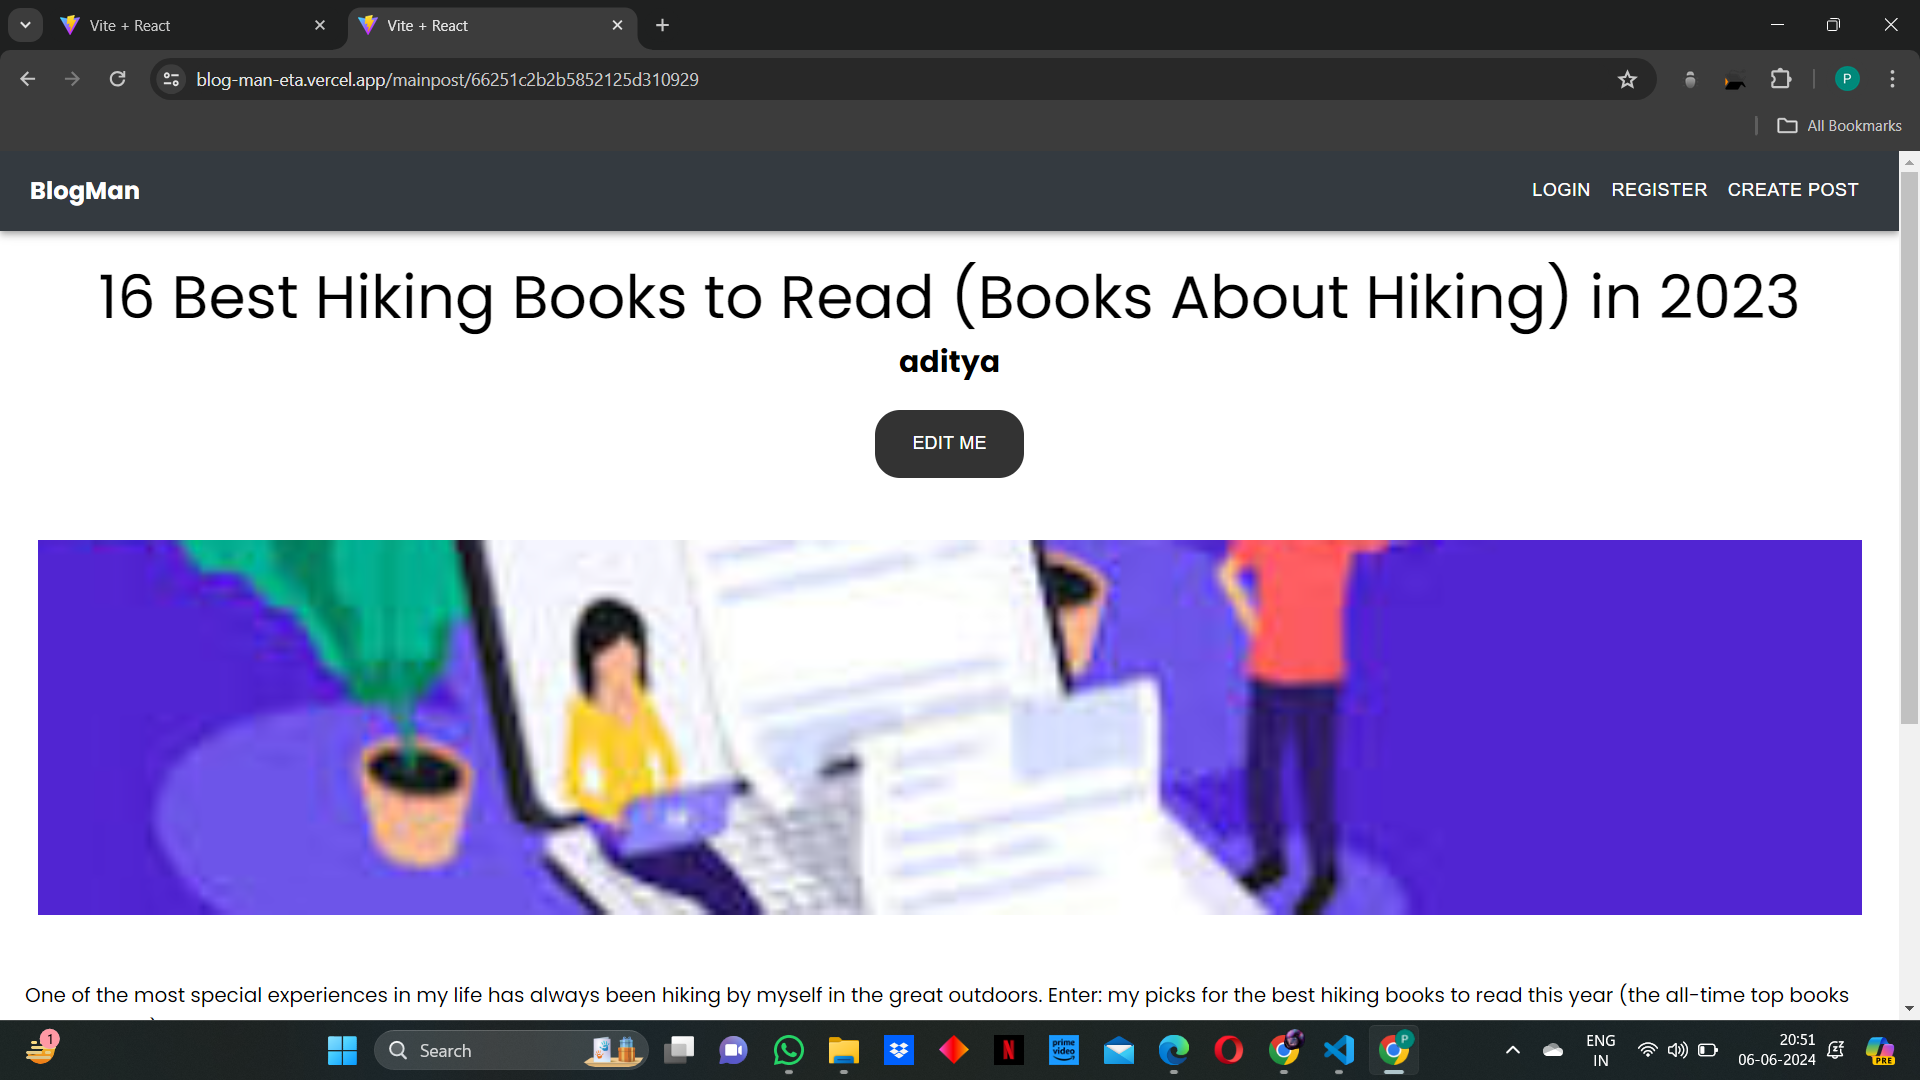 Vite + React
Vite + React
blog-man-eta.vercel.app/mainpost/66251c2b2b5852125d310929
P
All Bookmarks
BlogMan
LOGIN REGISTER CREATE POST
16 Best Hiking Books to Read (Books About Hiking) in 2023
aditya
EDIT ME
One of the most special experiences in my life has always been hiking by myself in the great outdoors. Enter: my picks for the best hiking books to read this year (the all-time top books
1
Search
N
prime video
P
ENG
IN
20:51
06-06-2024
PRE